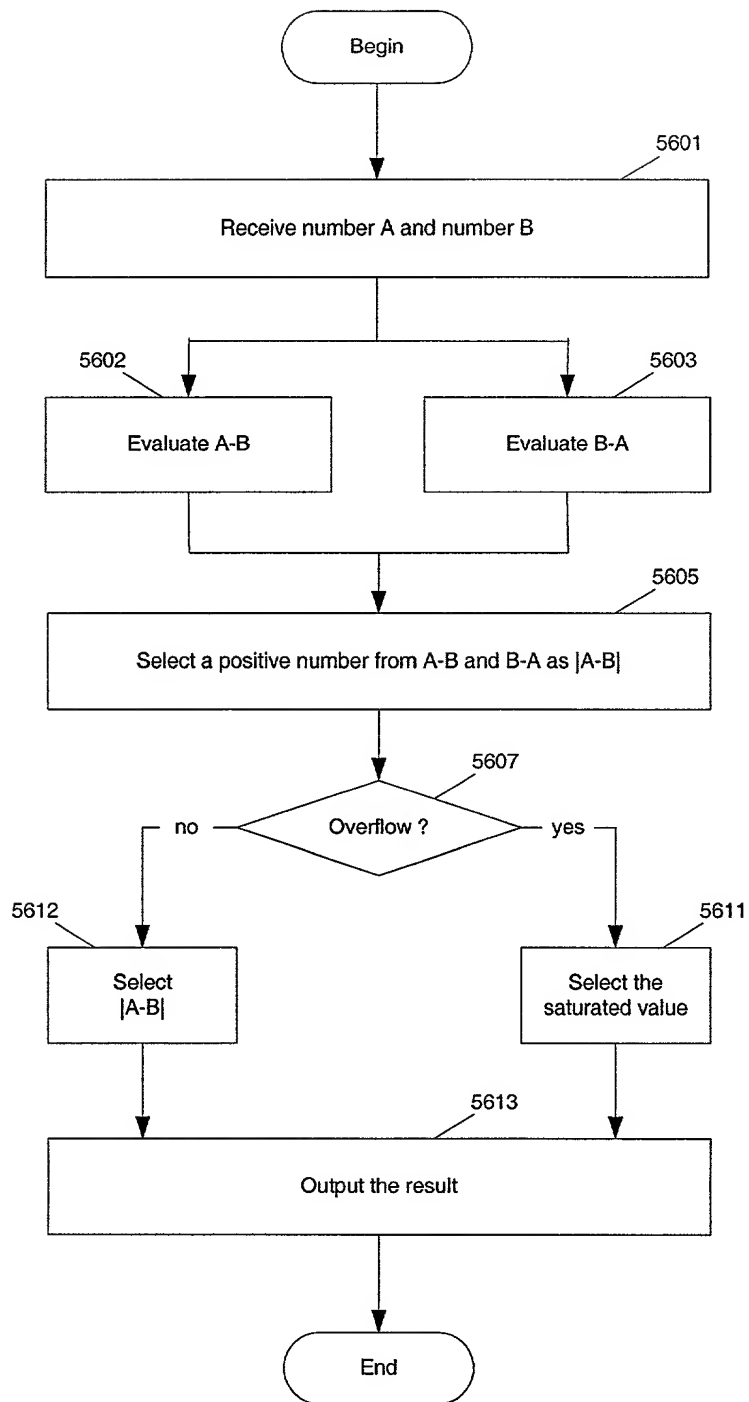 Begin
5601
Receive number A and number B
5602
5603
Evaluate A-B
Evaluate B-A
5605
Select a positive number from A-B and B-A as |A-B|
5607
Overflow ?
no
yes
5612
5611
Select
|A-B|
Select the
saturated value
5613
Output the result
End